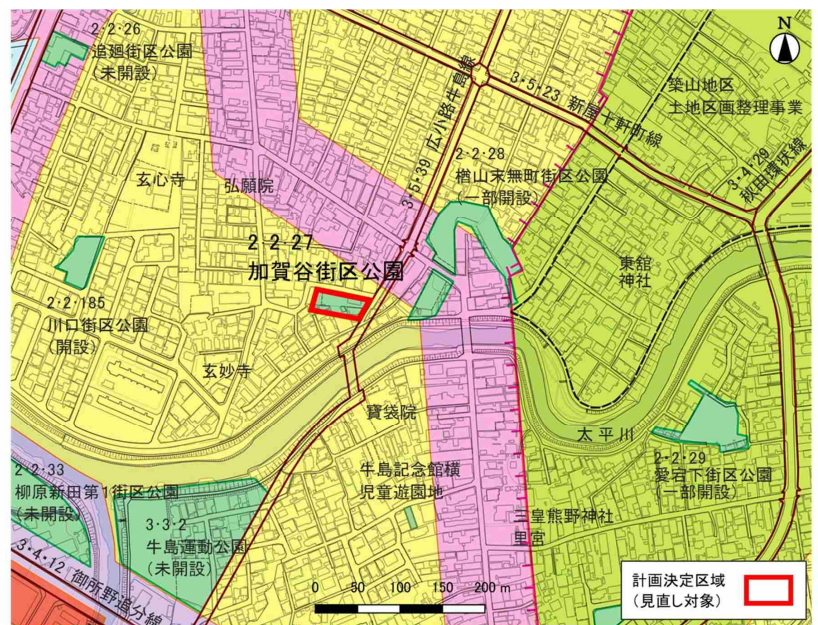 N
2・2・26
追廻街区公園
(未開設)
3・5・23 新屋十軒町線
築山地区
土地区画整理事業
3・4・29
秋田環状線
3・5・39 広小路牛島線
2・2・28
楢山末無町街区公園
(一部開設)
玄心寺
弘願院
東舘
神社
2・2・27
加賀谷街区公園
2・2・185
川口街区公園
(開設)
玄妙寺
寶袋院
太平川
2・2・29
愛宕下街区公園
(一部開設)
牛島記念館横
児童遊園地
三皇熊野神社
里宮
2・2・33
柳原新田第1街区公園
(未開設)
3・3・2
牛島運動公園
(未開設)
3・4・12 御所野追分線
0 50 100 150 200 m
計画決定区域
(見直し対象)